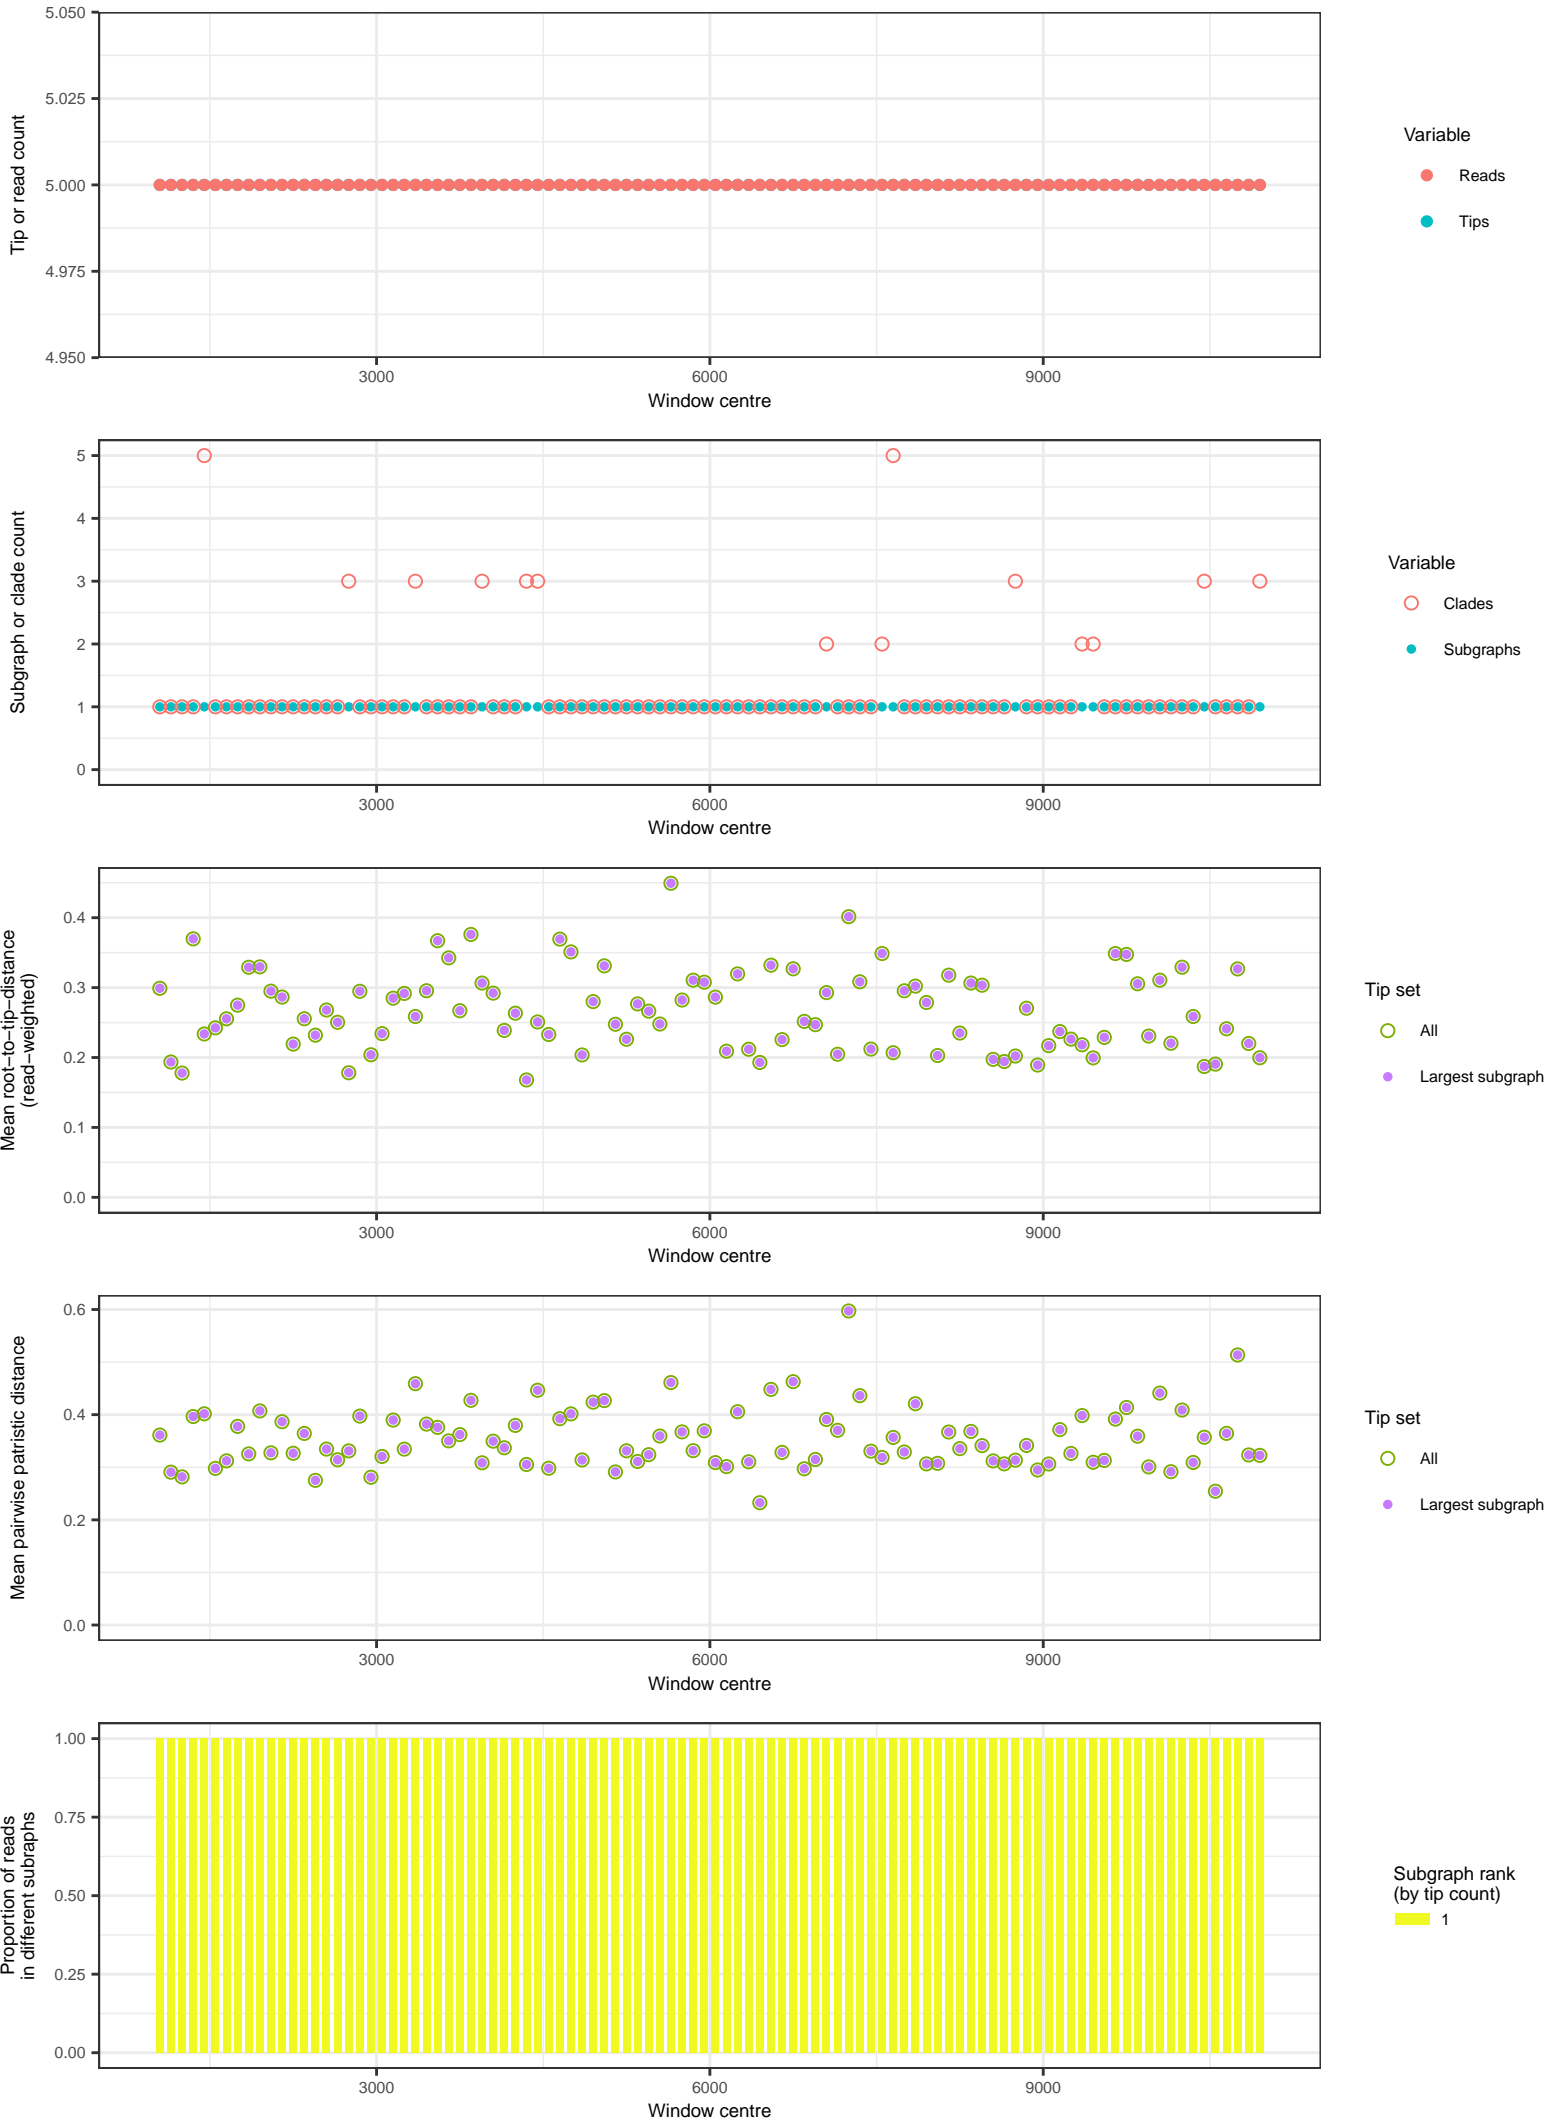 5.050
5.025
5.000
4.975
4.950
Tip or read count
3000
6000
9000
Window centre
Variable
Reads
Tips
5
4
3
2
1
0
Subgraph or clade count
3000
6000
9000
Window centre
Variable
Clades
Subgraphs
0.4
0.3
0.2
0.1
0.0
Mean root−to−tip−distance
(read−weighted)
3000
6000
9000
Window centre
Tip set
All
Largest subgraph
0.6
0.4
0.2
0.0
Mean pairwise patristic distance
3000
6000
9000
Window centre
Tip set
All
Largest subgraph
1.00
0.75
0.50
0.25
0.00
Proportion of reads
in different subraphs
3000
6000
9000
Window centre
Subgraph rank
(by tip count)
1